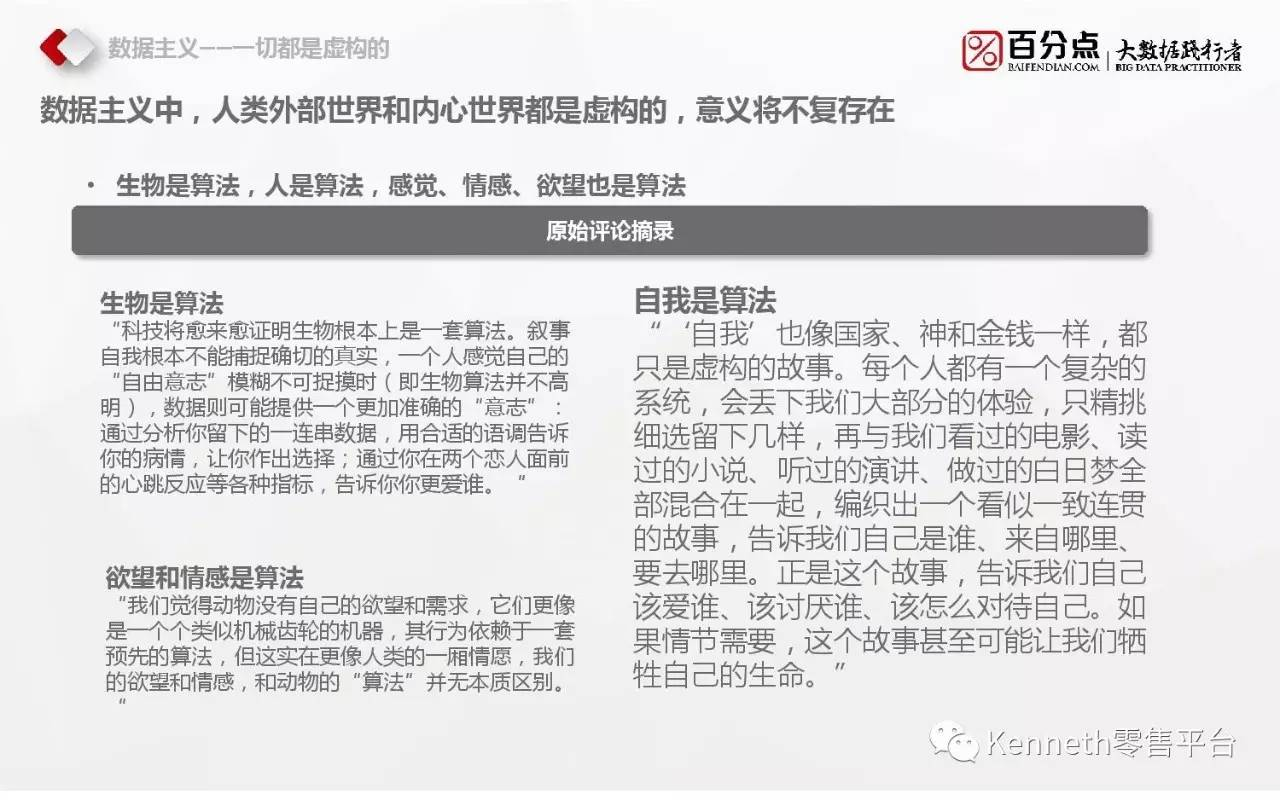 数据主义——一切都是虚构的
百分点
BAIFENDIAN.COM
大数据践行者
BIG DATA PRACTITIONER
数据主义中，人类外部世界和内心世界都是虚构的，意义将不复存在
• 生物是算法，人是算法，感觉、情感、欲望也是算法
原始评论摘录
生物是算法
“科技将愈来愈证明生物根本上是一套算法。叙事
自我根本不能捕捉确切的真实，一个人感觉自己的
“自由意志”模糊不可捉摸时（即生物算法并不高
明），数据则可能提供一个更加准确的“意志”：
通过分析你留下的一连串数据，用合适的语调告诉
你的病情，让你作出选择；通过你在两个恋人面前
的心跳反应等各种指标，告诉你你更爱谁。 “
欲望和情感是算法
“我们觉得动物没有自己的欲望和需求，它们更像
是一个个类似机械齿轮的机器，其行为依赖于一套
预先的算法，但这实在更像人类的一厢情愿，我们
的欲望和情感，和动物的“算法”并无本质区别。
“
自我是算法
“‘自我’也像国家、神和金钱一样，都
只是虚构的故事。每个人都有一个复杂的
系统，会丢下我们大部分的体验，只精挑
细选留下几样，再与我们看过的电影、读
过的小说、听过的演讲、做过的白日梦全
部混合在一起，编织出一个看似一致连贯
的故事，告诉我们自己是谁、来自哪里、
要去哪里。正是这个故事，告诉我们自己
该爱谁、该讨厌谁、该怎么对待自己。如
果情节需要，这个故事甚至可能让我们牺
牲自己的生命。”
Kenneth零售平台